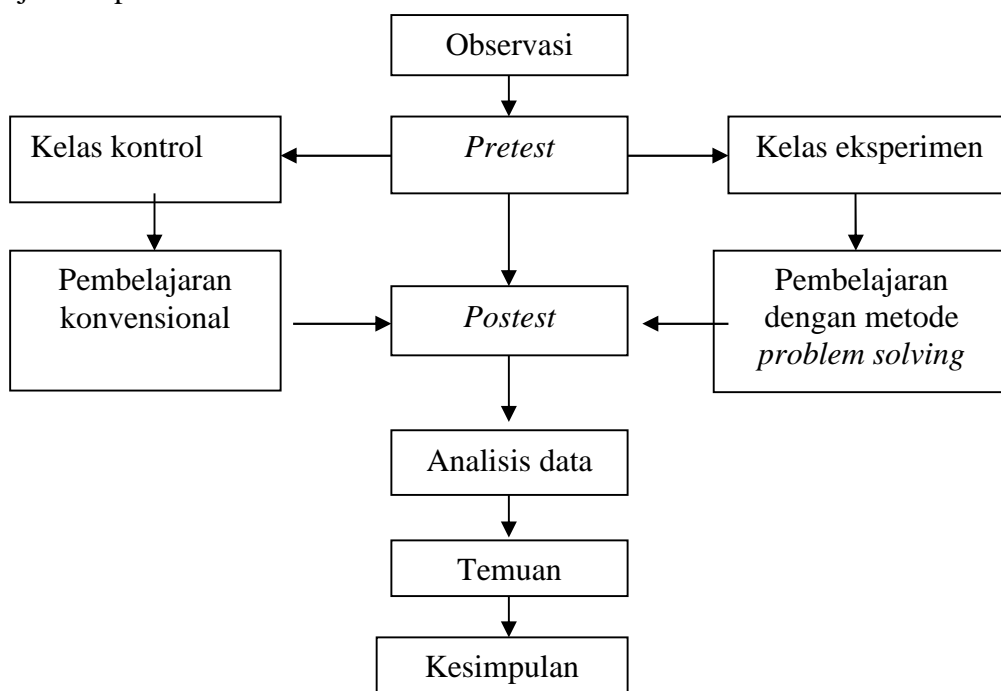 Observasi
Kelas kontrol
Pretest
Kelas eksperimen
Pembelajaran
konvensional
Postest
Pembelajaran
dengan metode
problem solving
Analisis data
Temuan
Kesimpulan